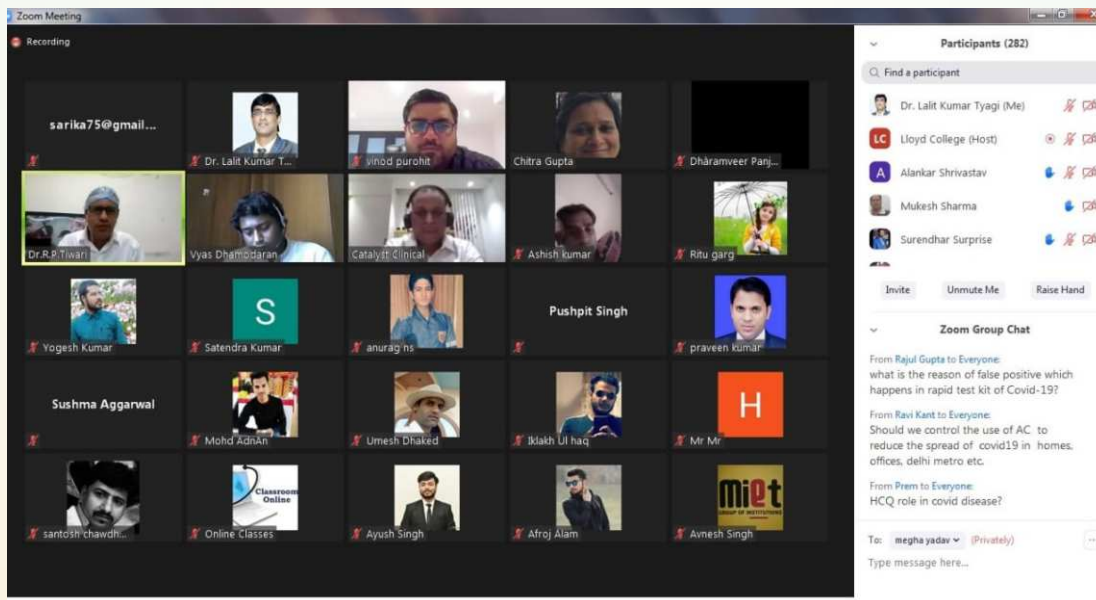 Zoom Meeting
Recording
sarika75@gmail...
Dr. Lalit Kumar T...
vinod purohit
Chitra Gupta
Dháramveer Panj...
Dr.R.P.Tiwari
Vyas Dhamodaran
Catalyst Clinical
Ashish kumar
Ritu garg
Yogesh Kumar
S
Satendra Kumar
anurag ns
Pushpit Singh
praveen kumar
Sushma Aggarwal
Mohd AdnAn
Umesh Dhaked
Iklakh Ul haq
H
Mr Mr
santosh chawdh...
Classroom
Online
Online Classes
Ayush Singh
Afroj Alam
miet
GROUP OF INSTITUTIONS
Avnesh Singh
Participants (282)
Find a participant
Dr. Lalit Kumar Tyagi (Me)
LC Lloyd College (Host)
A Alankar Shrivastav
Mukesh Sharma
Surendhar Surprise
Invite Unmute Me Raise Hand
Zoom Group Chat
From Rajul Gupta to Everyone:
what is the reason of false positive which
happens in rapid test kit of Covid-19?
From Ravi Kant to Everyone:
Should we control the use of AC to
reduce the spread of covid19 in homes,
offices, delhi metro etc.
From Prem to Everyone:
HCQ role in covid disease?
To: megha yadav (Privately)
Type message here...